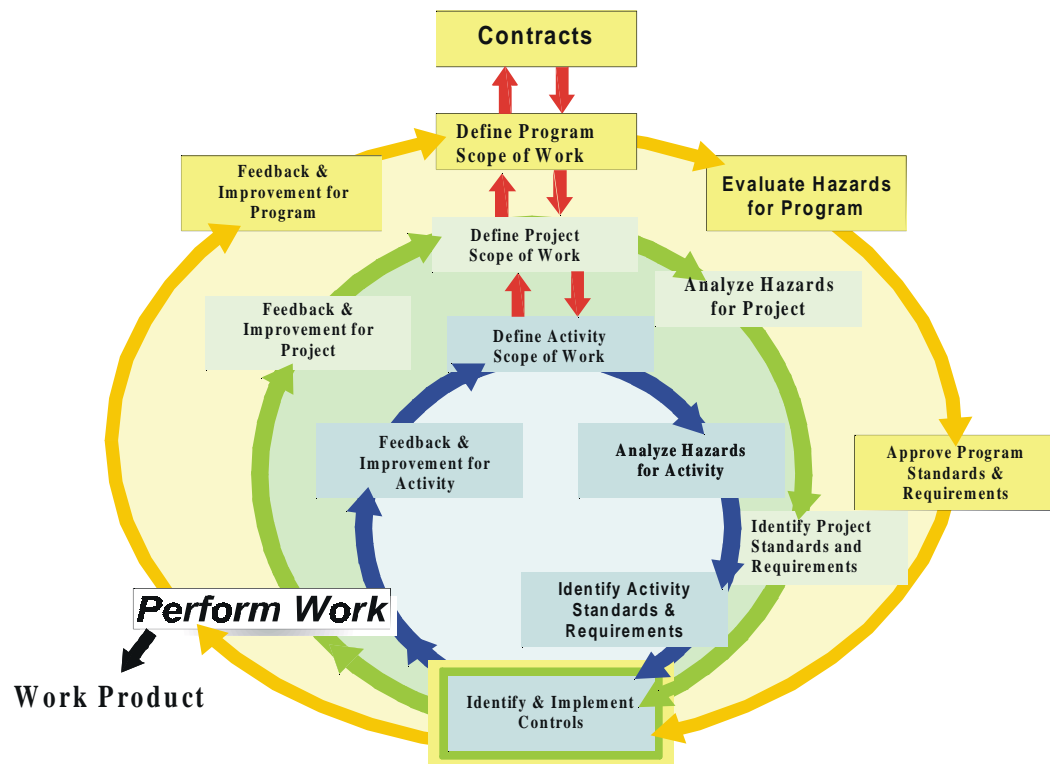 Contracts
Define Program
Scope of Work
Feedback &
Improvement for
Program
Evaluate Hazards
for Program
Define Project
Scope of Work
Analyze Hazards
for Project
Feedback &
Improvement for
Project
Define Activity
Scope of Work
Feedback &
Improvement for
Activity
Analyze Hazards
for Activity
Approve Program
Standards &
Requirements
Identify Project
Standards and
Requirements
Identify Activity
Standards &
Requirements
Perform Work
Work Product
Identify & Implement
Controls